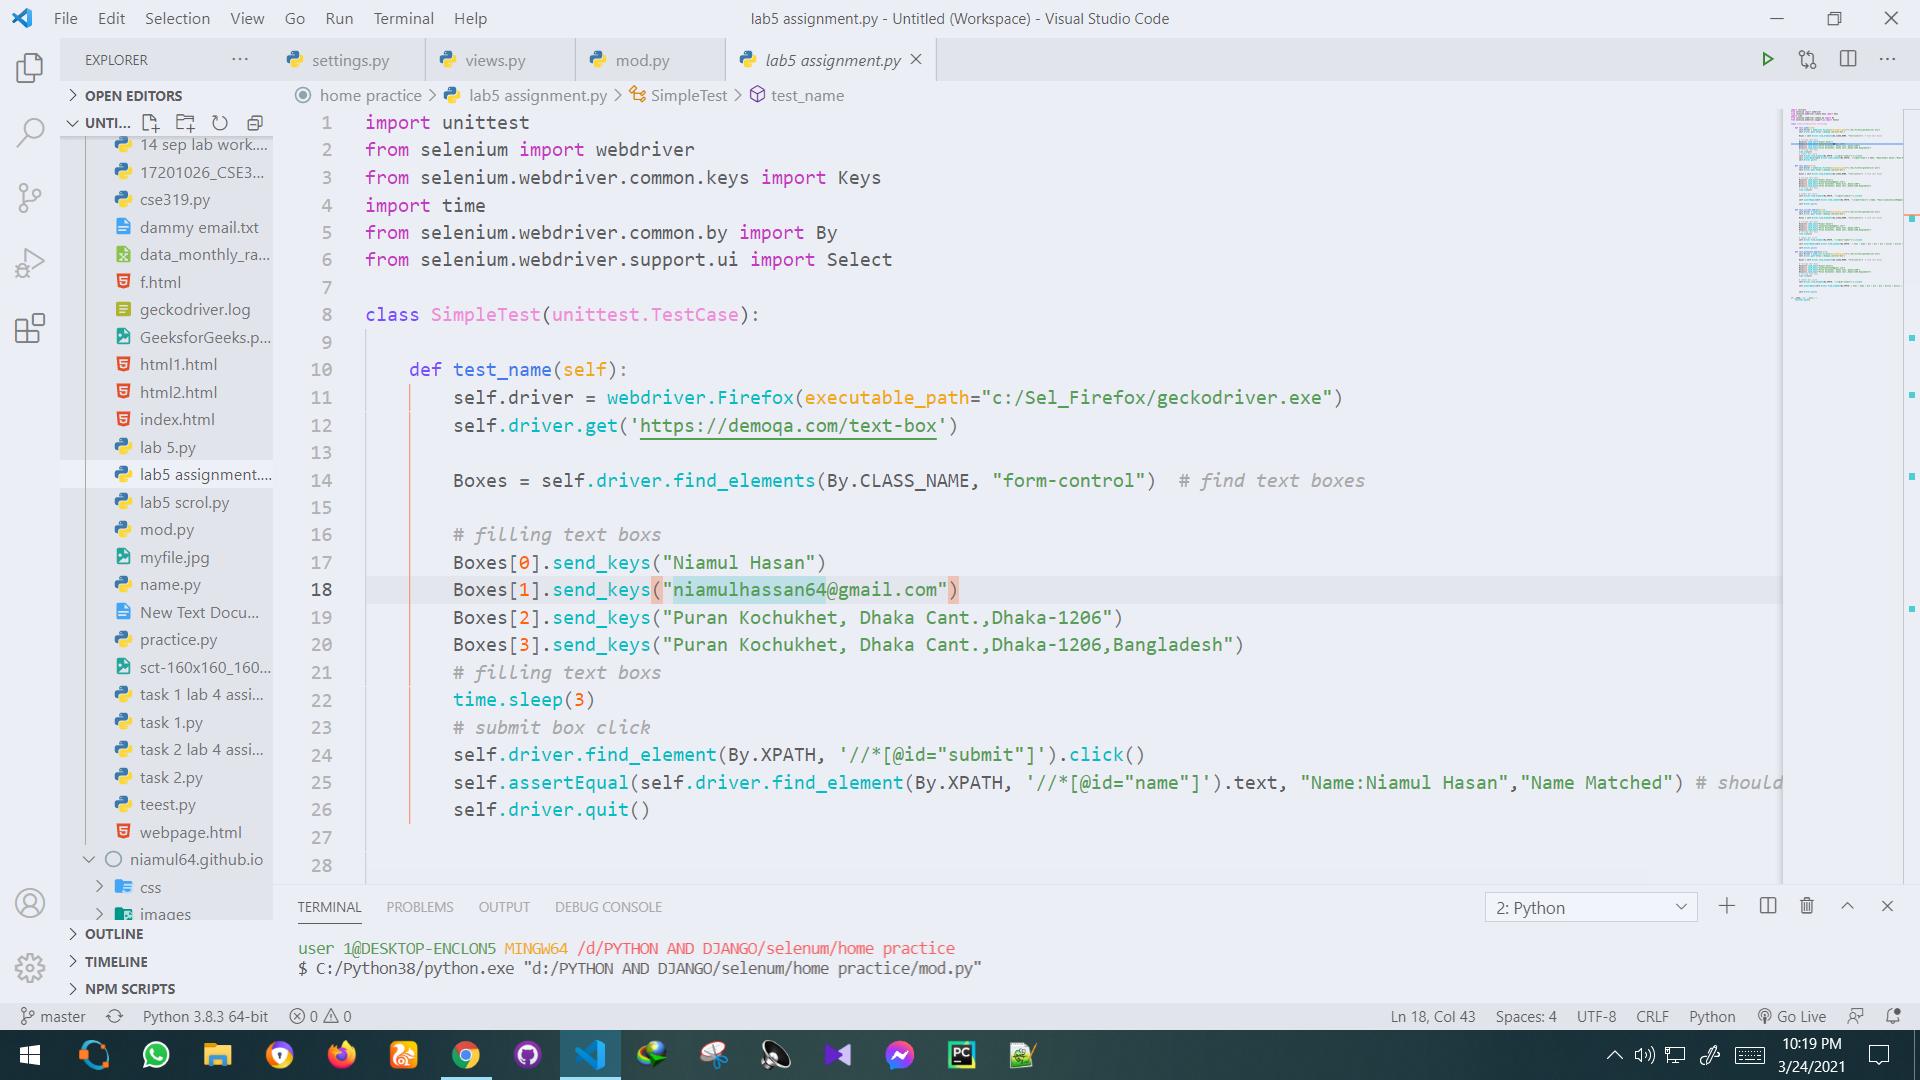 File Edit Selection View Go Run Terminal Help
lab5 assignment.py - Untitled (Workspace) - Visual Studio Code
EXPLORER ...
settings.py
views.py
mod.py
lab5 assignment.py
OPEN EDITORS
home practice > lab5 assignment.py > SimpleTest > test_name
UNTI...
14 sep lab work....
17201026_CSE3...
cse319.py
dammy email.txt
data_monthly_ra...
f.html
geckodriver.log
GeeksforGeeks.p...
html1.html
html2.html
index.html
lab 5.py
lab5 assignment....
lab5 scrol.py
mod.py
myfile.jpg
name.py
New Text Docu...
practice.py
sct-160x160_160...
task 1 lab 4 assi...
task 1.py
task 2 lab 4 assi...
task 2.py
teest.py
webpage.html
niamul64.github.io
css
images
OUTLINE
TIMELINE
NPM SCRIPTS
1 import unittest
2 from selenium import webdriver
3 from selenium.webdriver.common.keys import Keys
4 import time
5 from selenium.webdriver.common.by import By
6 from selenium.webdriver.support.ui import Select
7
8 class SimpleTest(unittest.TestCase):
9
10 def test_name(self):
11 self.driver = webdriver.Firefox(executable_path="c:/Sel_Firefox/geckodriver.exe")
12 self.driver.get('https://demoqa.com/text-box')
13
14 Boxes = self.driver.find_elements(By.CLASS_NAME, "form-control") # find text boxes
15
16 # filling text boxs
17 Boxes[0].send_keys("Niamul Hasan")
18 Boxes[1].send_keys("niamulhassan64@gmail.com")
19 Boxes[2].send_keys("Puran Kochukhet, Dhaka Cant.,Dhaka-1206")
20 Boxes[3].send_keys("Puran Kochukhet, Dhaka Cant.,Dhaka-1206,Bangladesh")
21 # filling text boxs
22 time.sleep(3)
23 # submit box click
24 self.driver.find_element(By.XPATH, '//*[@id="submit"]').click()
25 self.assertEqual(self.driver.find_element(By.XPATH, '//*[@id="name"]').text, "Name:Niamul Hasan","Name Matched") # should
26 self.driver.quit()
27
28
TERMINAL PROBLEMS OUTPUT DEBUG CONSOLE
2: Python
user 1@DESKTOP-ENCLON5 MINGW64 /d/PYTHON AND DJANGO/selenum/home practice
$ C:/Python38/python.exe "d:/PYTHON AND DJANGO/selenum/home practice/mod.py"
master Python 3.8.3 64-bit 0 0
Ln 18, Col 43 Spaces: 4 UTF-8 CRLF Python Go Live
10:19 PM
3/24/2021